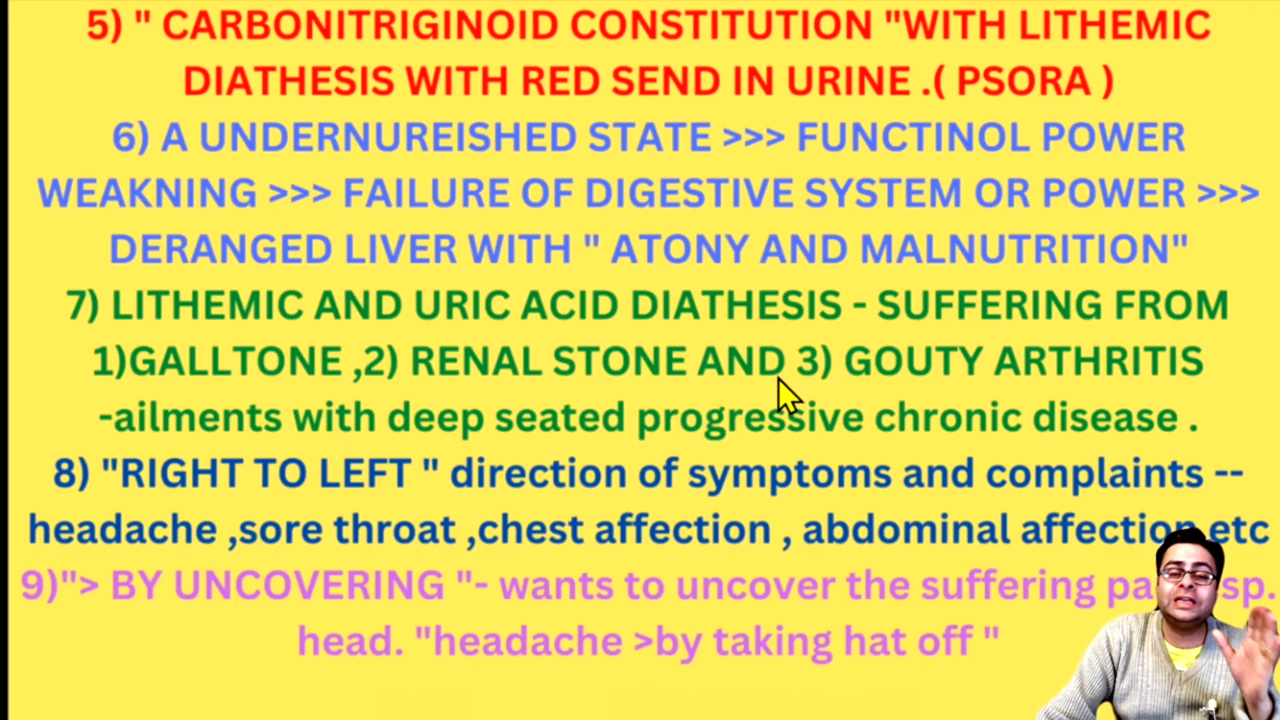 5) " CARBONITRIGINOID CONSTITUTION "WITH LITHEMIC
DIATHESIS WITH RED SEND IN URINE .( PSORA )
6) A UNDERNUREISHED STATE >>> FUNCTINOL POWER
WEAKNING >>> FAILURE OF DIGESTIVE SYSTEM OR POWER >>>
DERANGED LIVER WITH " ATONY AND MALNUTRITION"
7) LITHEMIC AND URIC ACID DIATHESIS - SUFFERING FROM
1)GALLTONE ,2) RENAL STONE AND 3) GOUTY ARTHRITIS
-ailments with deep seated progressive chronic disease .
8) "RIGHT TO LEFT " direction of symptoms and complaints --
headache ,sore throat ,chest affection , abdominal affection,etc
9)"> BY UNCOVERING "- wants to uncover the suffering
head. "headache >by taking hat off "